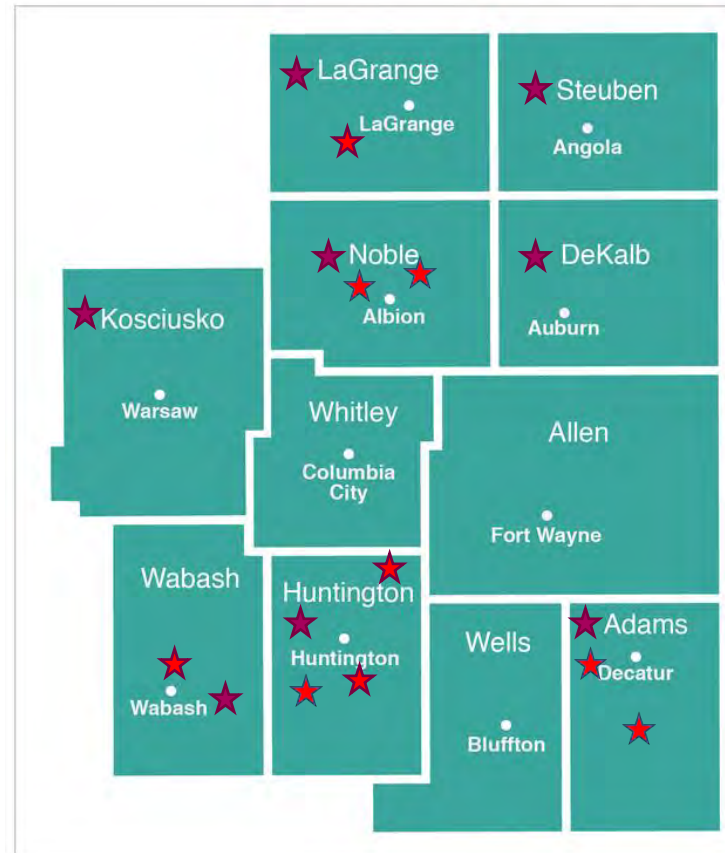 LaGrange
LaGrange
Steuben
Angola
Noble
Albion
DeKalb
Auburn
Kosciusko
Warsaw
Whitley
Columbia
City
Allen
Fort Wayne
Wabash
Wabash
Huntington
Huntington
Wells
Bluffton
Adams
Decatur